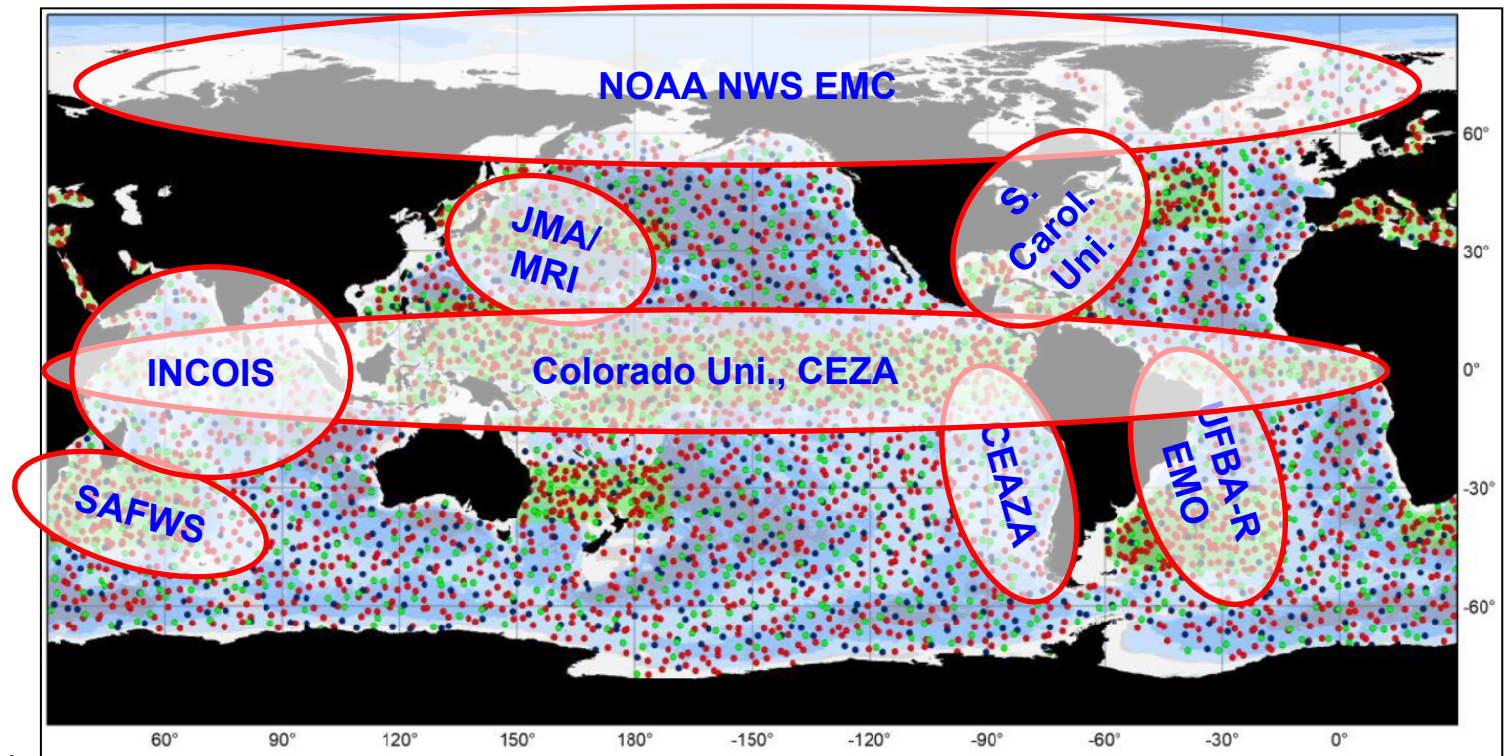 NOAA NWS EMC
60°
S.
Carol.
Uni.
JMA/
MRI
30°
INCOIS
Colorado Uni., CEZA
0°
CEAZA
UFBA-R
EMO
SAFWS
-30°
-60°
60°
90°
120°
150°
180°
-150°
-120°
-90°
-60°
-30°
0°